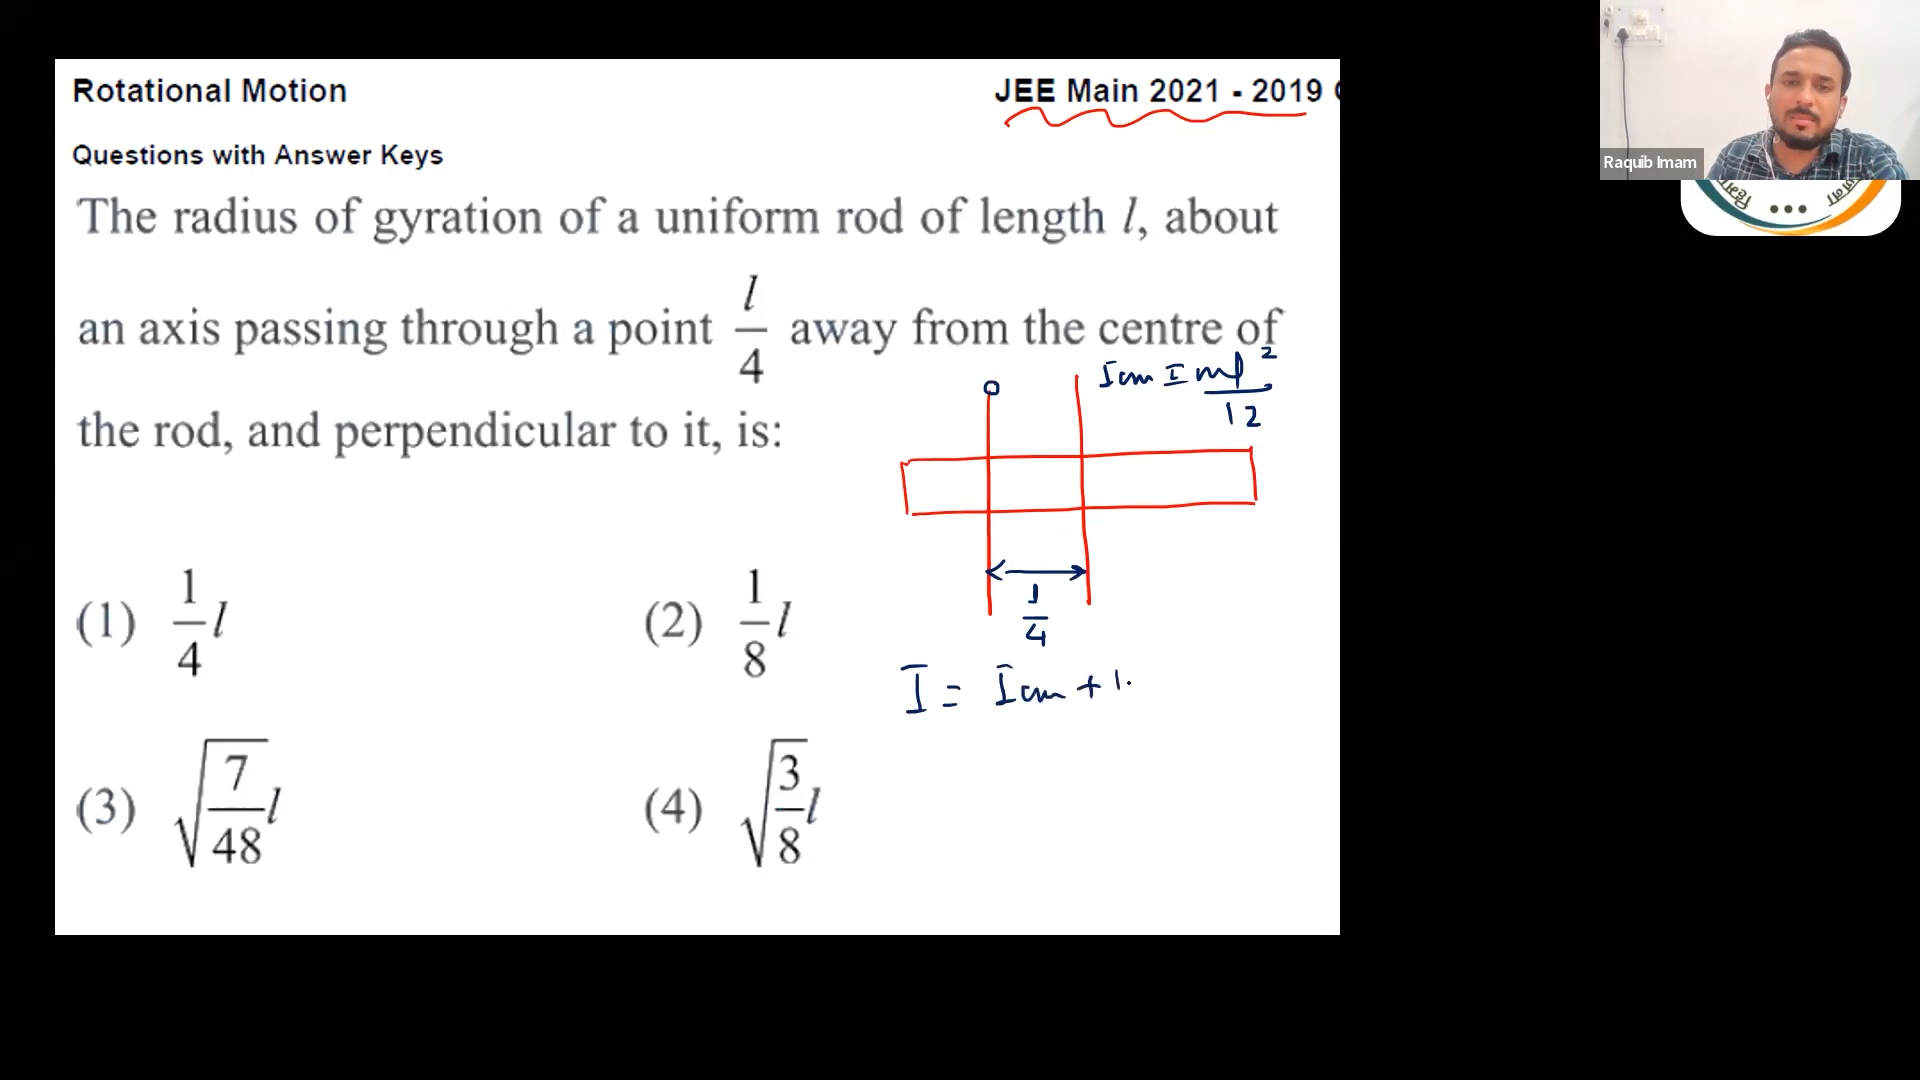 Rotational Motion
JEE Main 2021 - 2019
Questions with Answer Keys
Raquib Imam
The radius of gyration of a uniform rod of length l, about
an axis passing through a point l/4 away from the centre of
the rod, and perpendicular to it, is:
Icm = ml²/12
O
l/4
(1) 1/4 l
(2) 1/8 l
I = Icm +
(3) √(7/48) l
(4) √(3/8) l